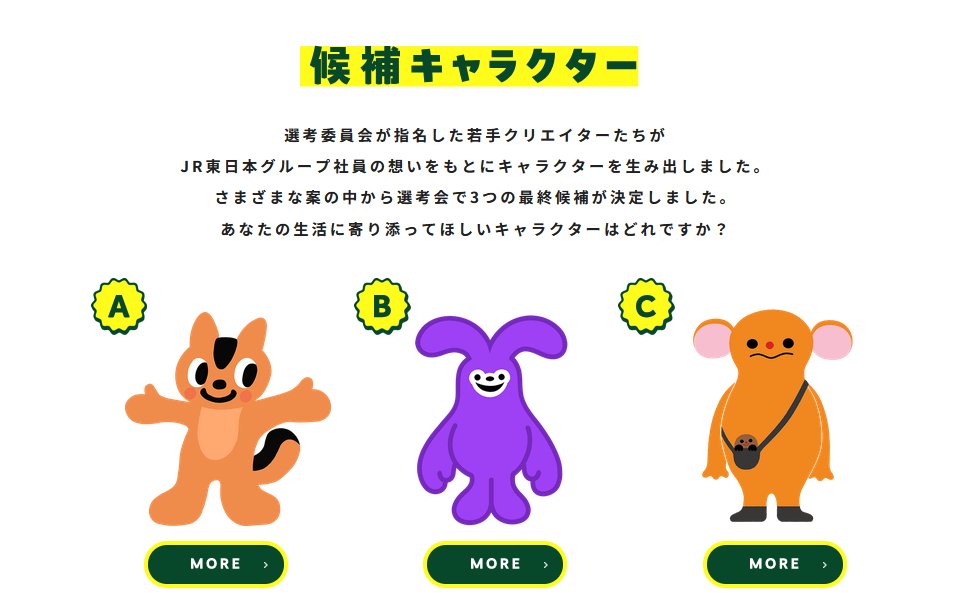 候補キャラクター
選考委員会が指名した若手クリエイターたちが
JR東日本グループ社員の想いをもとにキャラクターを生み出しました。
さまざまな案の中から選考会で3つの最終候補が決定しました。
あなたの生活に寄り添ってほしいキャラクターはどれですか？
A
B
C
MORE
MORE
MORE